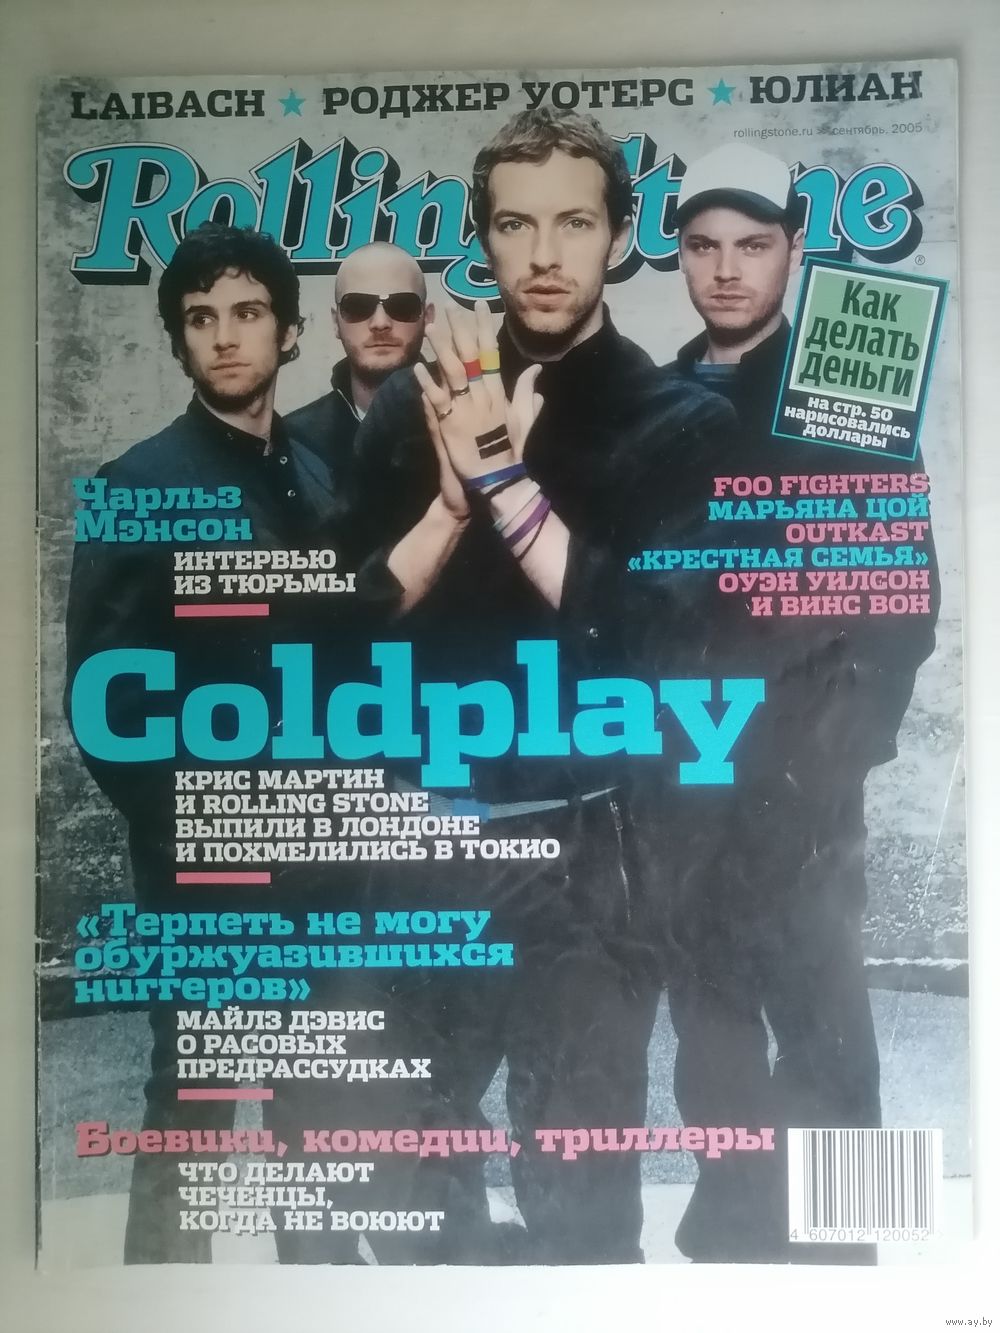 LAIBACH ★ РОДЖЕР УОТЕРС ★ ЮЛИАН
rollingstone.ru >> сентябрь, 2005
Rolling Stone
®
Как
делать
деньги
на стр. 50
нарисовались
доллары
Чарльз
Мэнсон
ИНТЕРВЬЮ
ИЗ ТЮРЬМЫ
FOO FIGHTERS
МАРЬЯНА ЦОЙ
OUTKAST
«КРЕСТНАЯ СЕМЬЯ»
ОУЭН УИЛСОН
И ВИНС ВОН
Coldplay
КРИС МАРТИН
И ROLLING STONE
ВЫПИЛИ В ЛОНДОНЕ
И ПОХМЕЛИЛИСЬ В ТОКИО
«Терпеть не могу
обуржуазившихся
ниггеров»
МАЙЛЗ ДЭВИС
О РАСОВЫХ
ПРЕДРАССУДКАХ
Боевики, комедии, триллеры
ЧТО ДЕЛАЮТ
ЧЕЧЕНЦЫ,
КОГДА НЕ ВОЮЮТ
4 607012 120052 >
www.ay.by